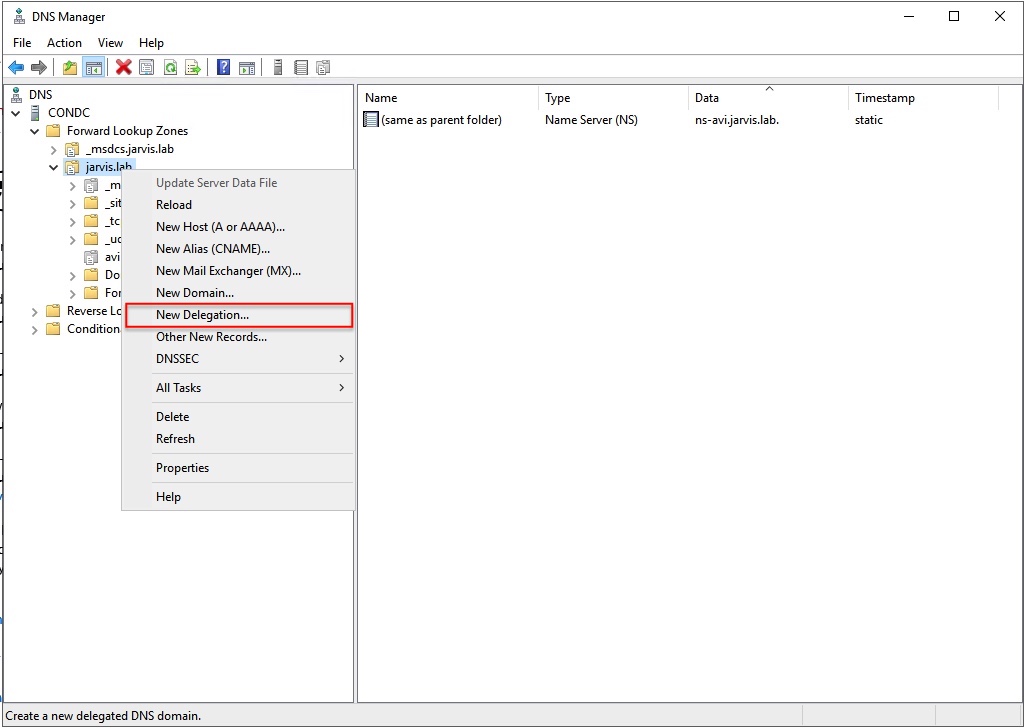 DNS Manager
File Action View Help
DNS
CONDC
Forward Lookup Zones
_msdcs.jarvis.lab
jarvis.lab
_m
_sit
_tc
_ud
avi
Do
For
Reverse Lo
Condition
Update Server Data File
Reload
New Host (A or AAAA)...
New Alias (CNAME)...
New Mail Exchanger (MX)...
New Domain...
New Delegation...
Other New Records...
DNSSEC
All Tasks
Delete
Refresh
Properties
Help
Name Type Data Timestamp
(same as parent folder) Name Server (NS) ns-avi.jarvis.lab. static
Create a new delegated DNS domain.